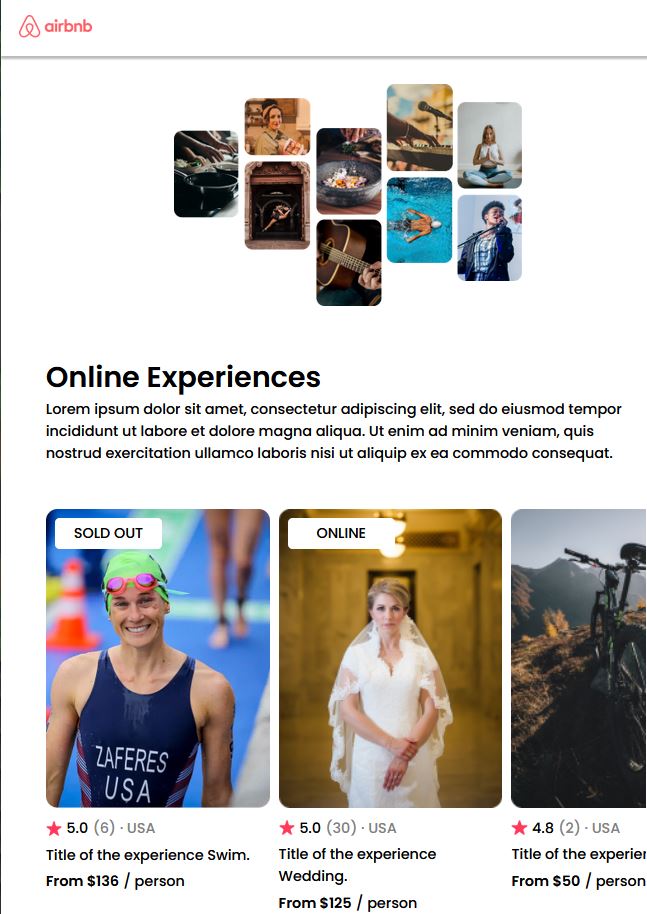 airbnb
Online Experiences
Lorem ipsum dolor sit amet, consectetur adipiscing elit, sed do eiusmod tempor
incididunt ut labore et dolore magna aliqua. Ut enim ad minim veniam, quis
nostrud exercitation ullamco laboris nisi ut aliquip ex ea commodo consequat.
SOLD OUT
ZAFERES
USA
5.0 (6) · USA
Title of the experience Swim.
From $136 / person
ONLINE
5.0 (30) · USA
Title of the experience
Wedding.
From $125 / person
4.8 (2) · USA
Title of the
From $50 / person